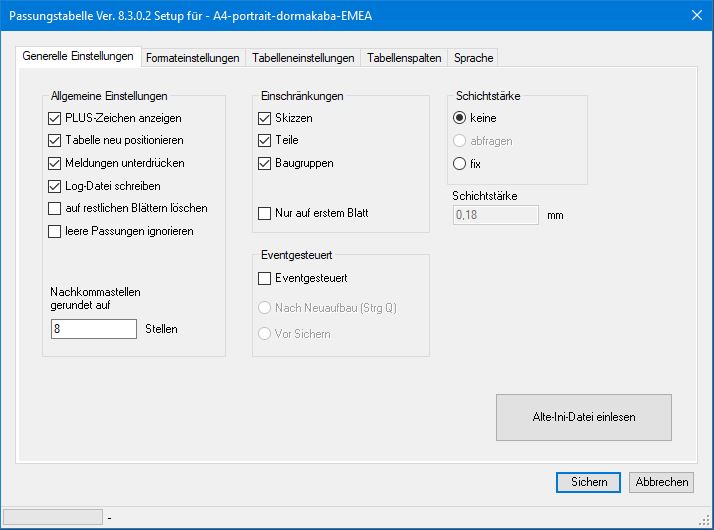 Passungstabelle Ver. 8.3.0.2 Setup für - A4-portrait-dormakaba-EMEA
Generelle Einstellungen
Formateinstellungen
Tabelleneinstellungen
Tabellenspalten
Sprache
Allgemeine Einstellungen
PLUS-Zeichen anzeigen
Tabelle neu positionieren
Meldungen unterdrücken
Log-Datei schreiben
auf restlichen Blättern löschen
leere Passungen ignorieren
Nachkommastellen
gerundet auf
8 Stellen
Einschränkungen
Skizzen
Teile
Baugruppen
Nur auf erstem Blatt
Eventgesteuert
Eventgesteuert
Nach Neuaufbau (Strg Q)
Vor Sichern
Schichtstärke
keine
abfragen
fix
Schichtstärke
0,18 mm
Alte-Ini-Datei einlesen
Sichern
Abbrechen
-